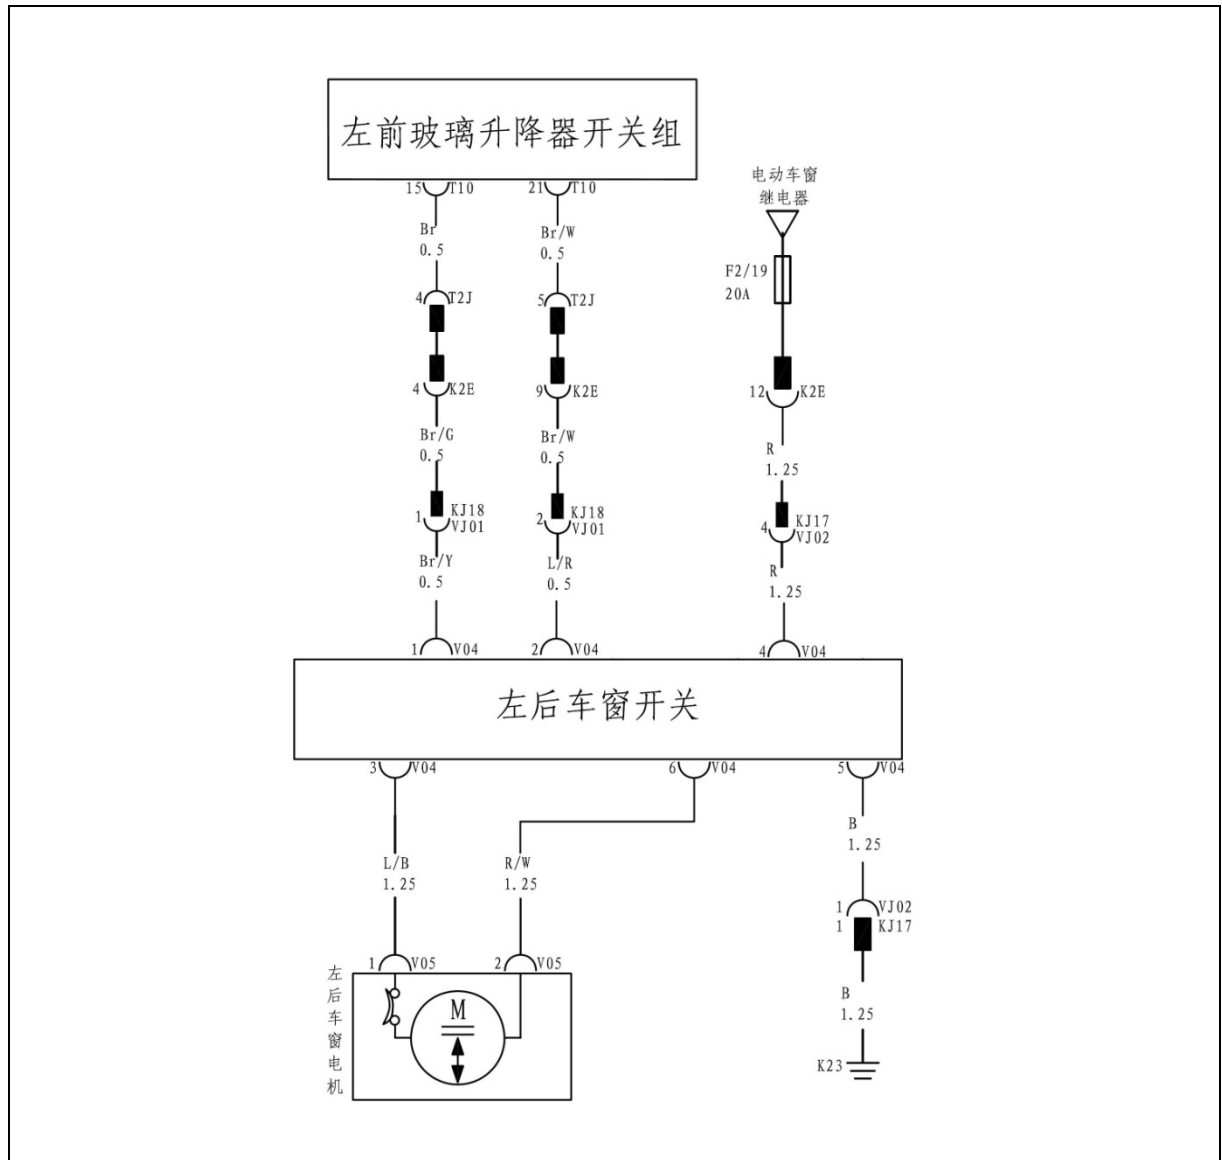 左前玻璃升降器开关组
15 T10 21 T10
电动车窗
继电器
Br
0.5
Br/W
0.5
F2/19
20A
4 T2J 5 T2J
4 K2E 9 K2E 12 K2E
Br/G
0.5
Br/W
0.5
R
1.25
1 KJ18
VJ01
2 KJ18
VJ01
4 KJ17
VJ02
Br/Y
0.5
L/R
0.5
R
1.25
1 V04 2 V04 4 V04
左后车窗开关
3 V04 6 V04 5 V04
L/B
1.25
R/W
1.25
B
1.25
1 VJ02
1 KJ17
1 V05 2 V05
左后车窗电机
M
B
1.25
K23